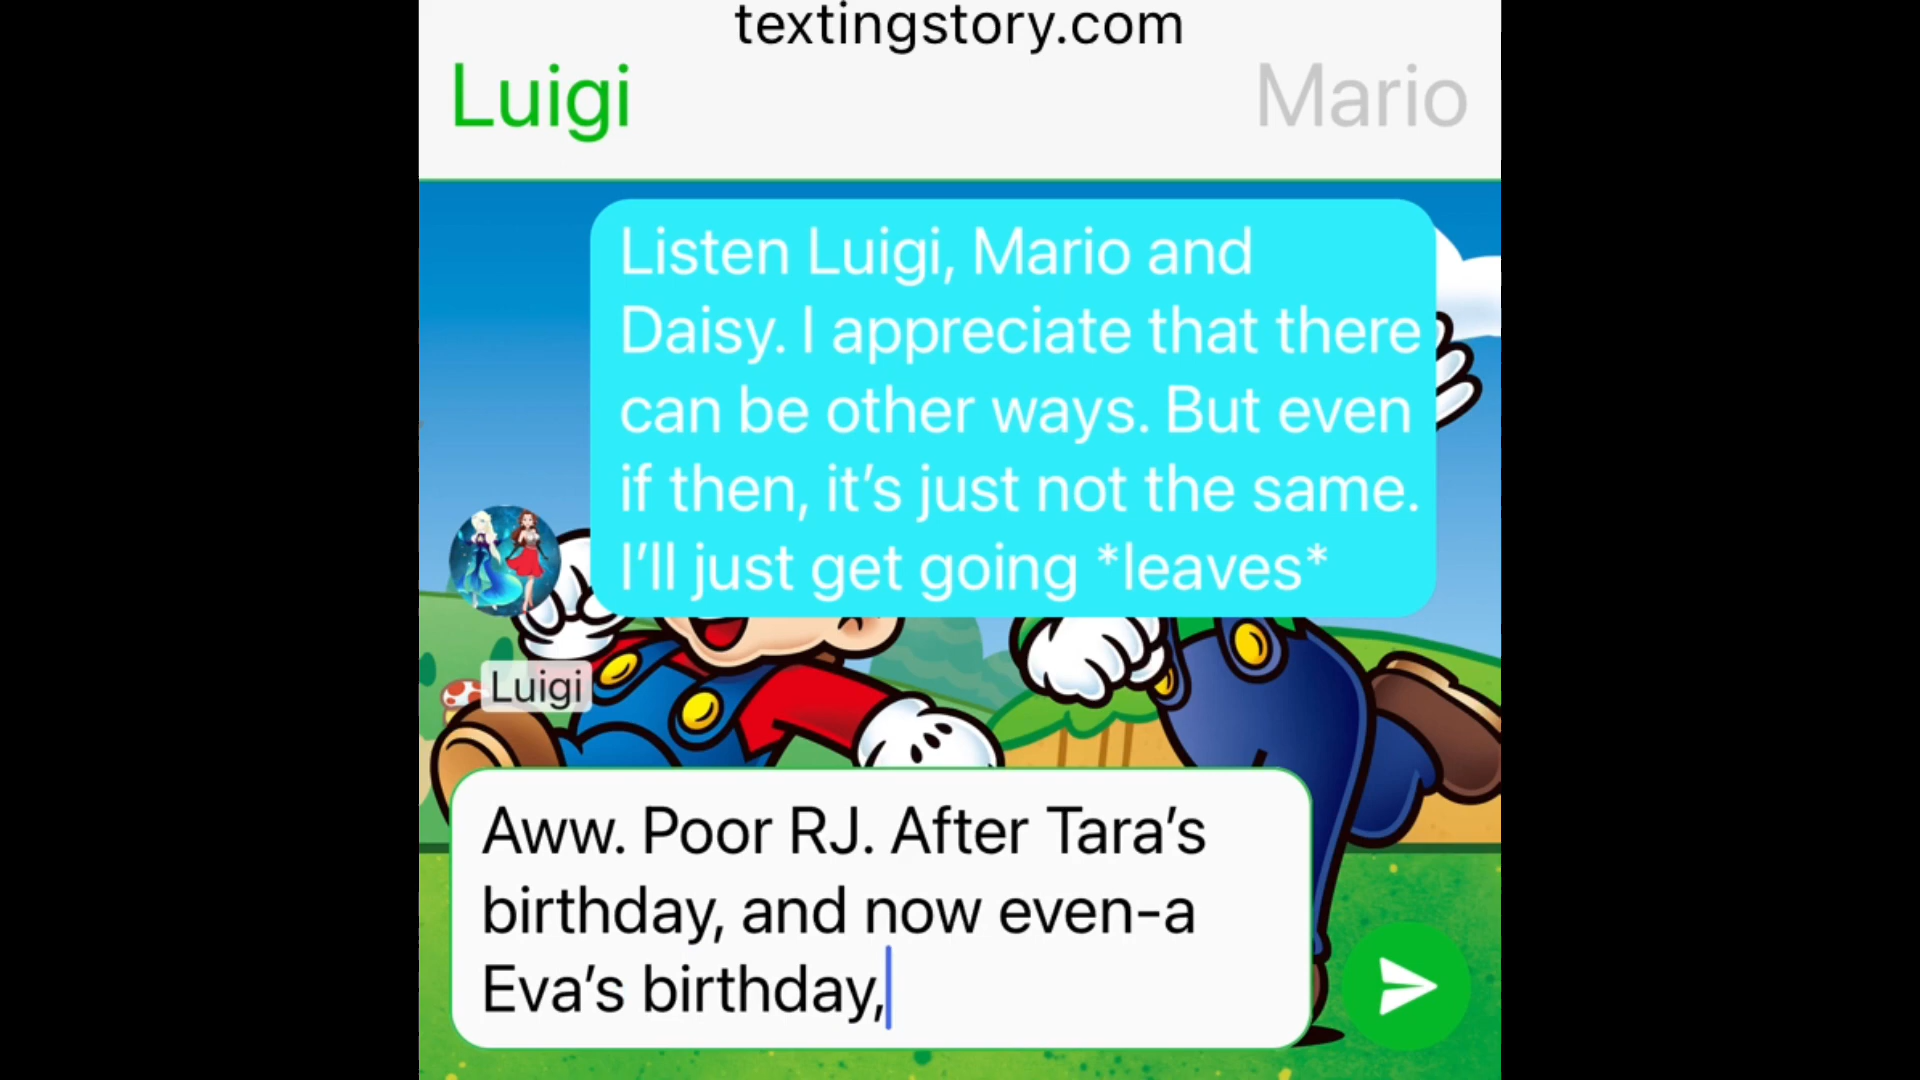 textingstory.com
Luigi
Mario
Listen Luigi, Mario and
Daisy. I appreciate that there
can be other ways. But even
if then, it’s just not the same.
I’ll just get going *leaves*
Luigi
Aww. Poor RJ. After Tara’s
birthday, and now even-a
Eva’s birthday,